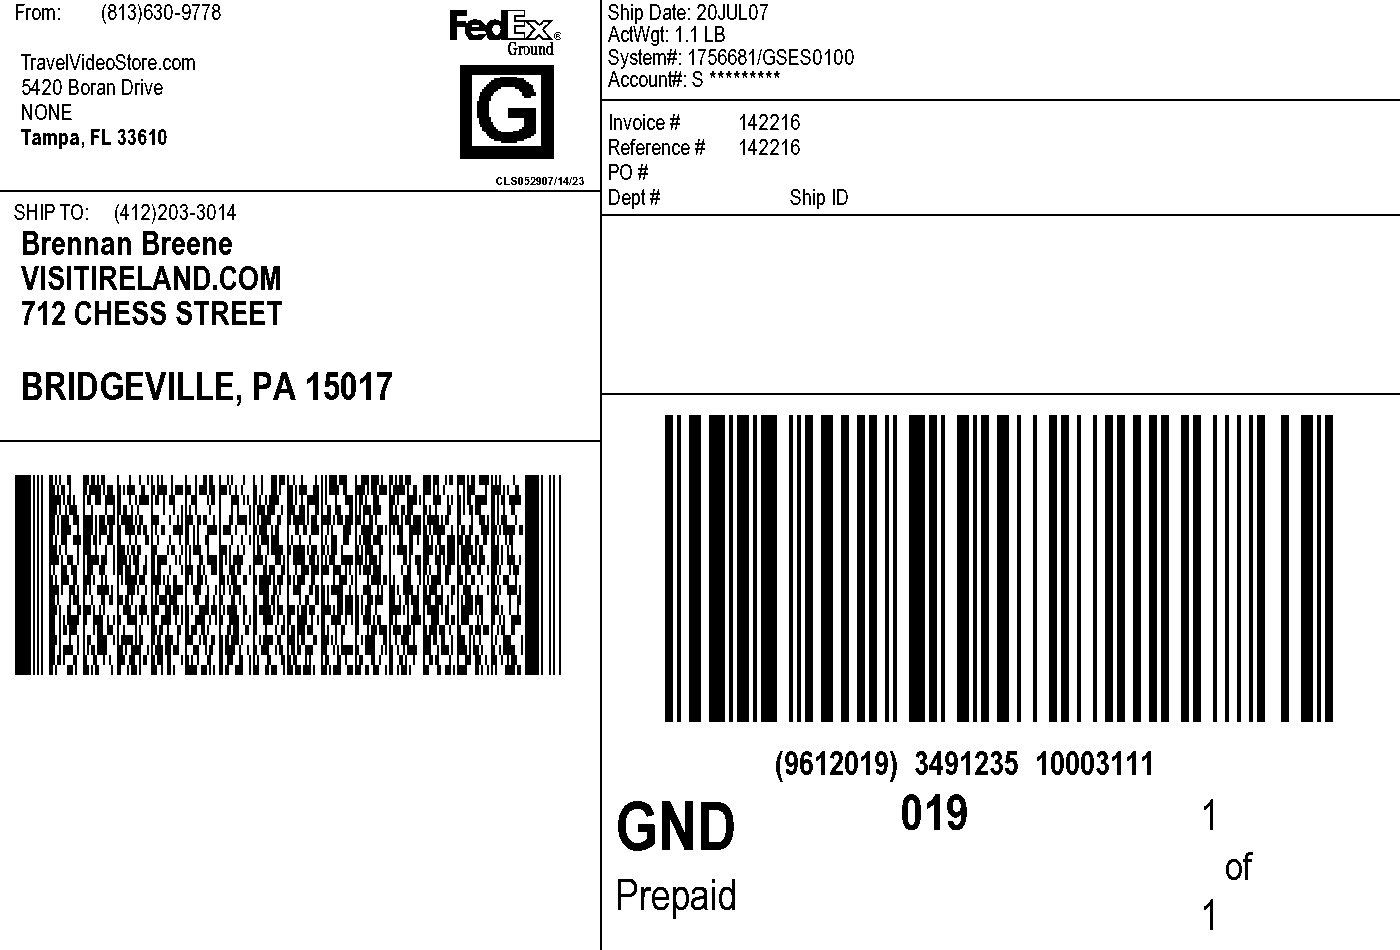 From: (813)630-9778
TravelVideoStore.com
5420 Boran Drive
NONE
Tampa, FL 33610
FedEx®
Ground
G
CLS052907/14/23
Ship Date: 20JUL07
ActWgt: 1.1 LB
System#: 1756681/GSES0100
Account#: S *********
Invoice # 142216
Reference # 142216
PO #
Dept # Ship ID
SHIP TO: (412)203-3014
Brennan Breene
VISITIRELAND.COM
712 CHESS STREET
BRIDGEVILLE, PA 15017
(9612019) 3491235 10003111
GND 019 1
of
Prepaid 1